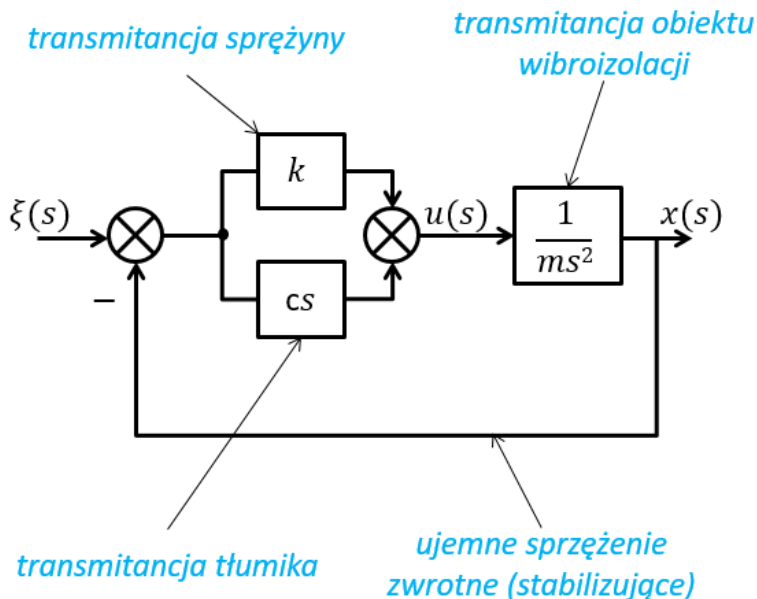 transmitancja sprężyny
transmitancja obiektu
wibroizolacji
k
ξ(s)
u(s)
1
ms²
x(s)
cs
−
transmitancja tłumika
ujemne sprzężenie
zwrotne (stabilizujące)